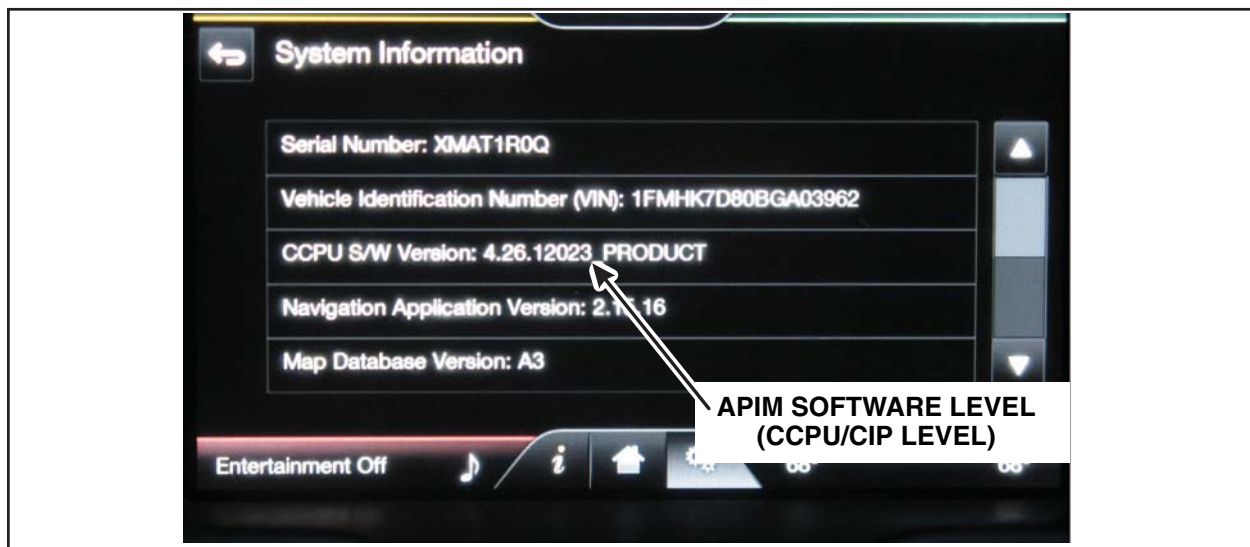 System Information
Serial Number: XMAT1R0Q
Vehicle Identification Number (VIN): 1FMHK7D80BGA03962
CCPU S/W Version: 4.26.12023_PRODUCT
Navigation Application Version:
Map Database Version: A3
APIM SOFTWARE LEVEL
(CCPU/CIP LEVEL)
Entertainment Off
i